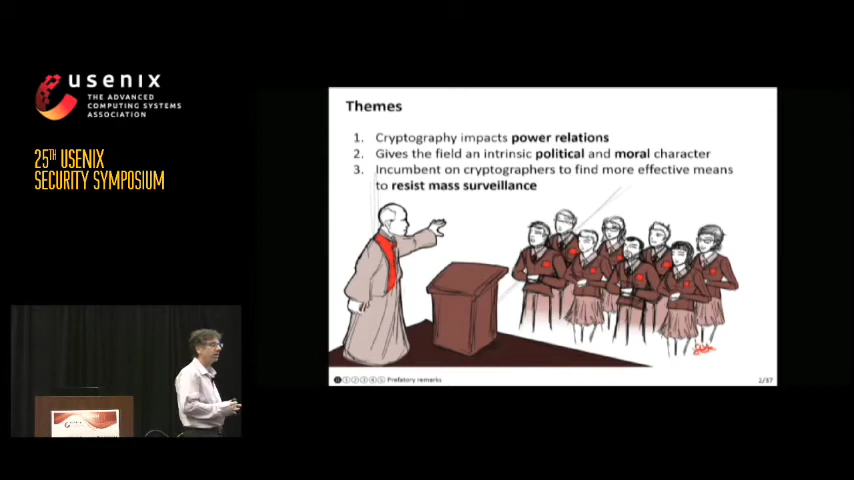 usenix
THE ADVANCED
COMPUTING SYSTEMS
ASSOCIATION
25TH USENIX
SECURITY SYMPOSIUM
Themes
1. Cryptography impacts power relations
2. Gives the field an intrinsic political and moral character
3. Incumbent on cryptographers to find more effective means
to resist mass surveillance
Prefatory remarks
2/37
usenix